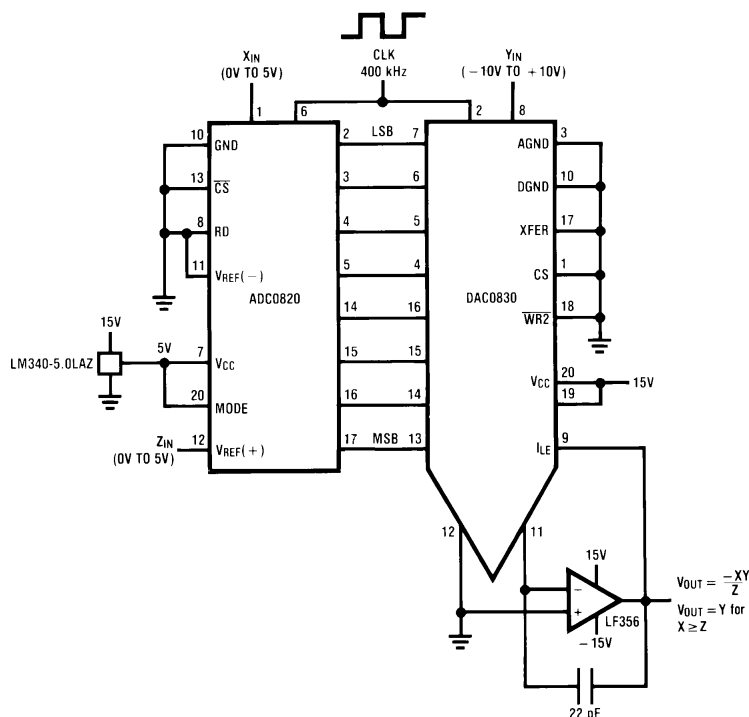 X_IN
(0V TO 5V)
CLK
400 kHz
Y_IN
(−10V TO +10V)
1
6
2
8
10
GND
2
LSB
7
AGND
3
13
C̅S̅
3
6
DGND
10
8
RD
4
5
XFER
17
11
V_REF(−)
5
4
CS
1
ADC0820
DAC0830
14
16
W̅R̅2̅
18
15V
LM340-5.0LAZ
5V
7
V_CC
15
15
V_CC
20
15V
19
20
MODE
16
14
Z_IN
(0V TO 5V)
12
V_REF(+)
17
MSB
13
I_LE
9
12
11
15V
−
+
LF356
−15V
V_OUT = −XY/Z
V_OUT = Y for
X ≥ Z
22 pF